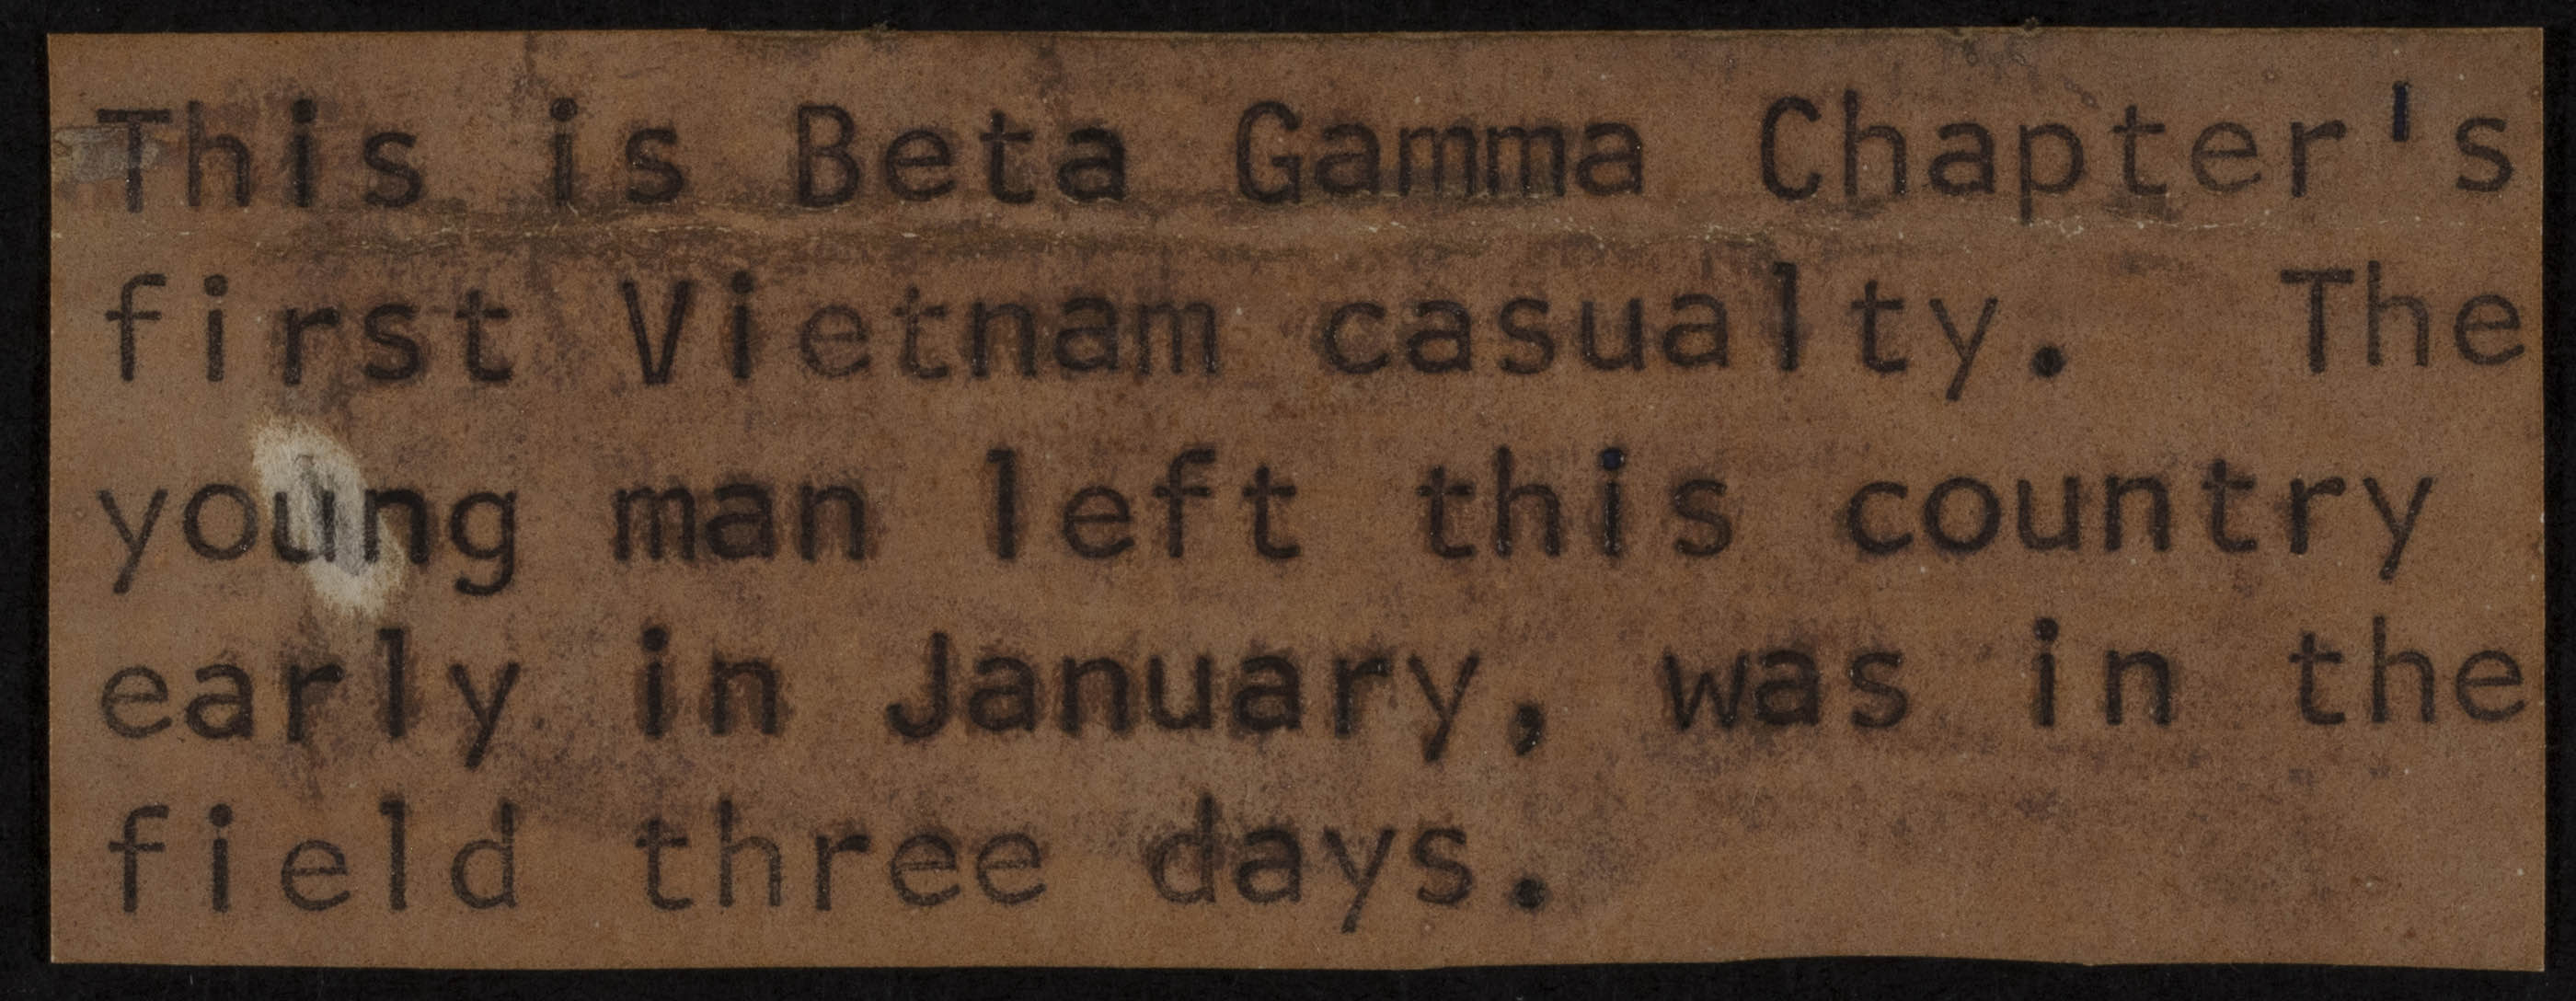 This is Beta Gamma Chapter's
first Vietnam casualty.  The
young man left this country
early in January, was in the
field three days.